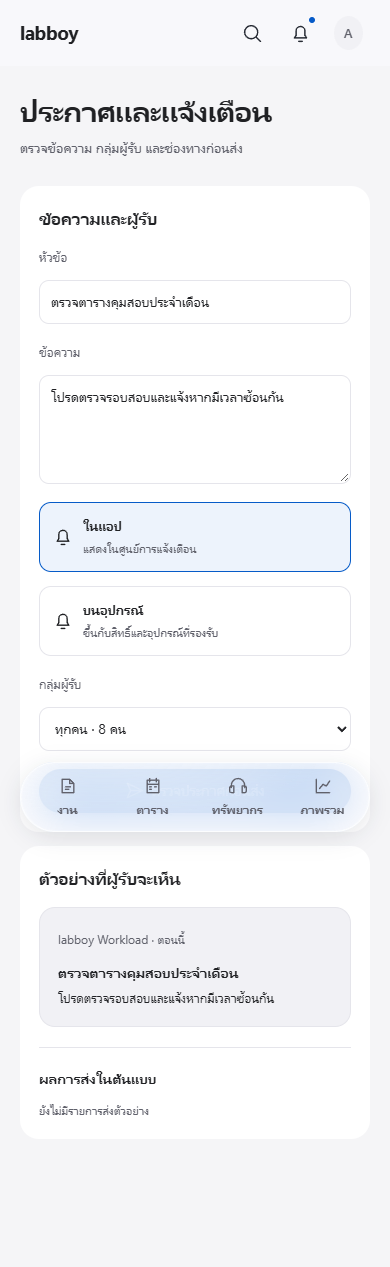 labboy
A
ประกาศและแจ้งเตือน
ตรวจข้อความ กลุ่มผู้รับ และช่องทางก่อนส่ง
ข้อความและผู้รับ
หัวข้อ
ตรวจตารางคุมสอบประจำเดือน
ข้อความ
โปรดตรวจรอบสอบและแจ้งหากมีเวลาซ้อนกัน
ในแอป
แสดงในศูนย์การแจ้งเตือน
บนอุปกรณ์
ขึ้นกับสิทธิ์และอุปกรณ์ที่รองรับ
กลุ่มผู้รับ
ทุกคน · 8 คน
งาน ตาราง ทรัพยากร ภาพรวม
ตัวอย่างที่ผู้รับจะเห็น
labboy Workload · ตอนนี้
ตรวจตารางคุมสอบประจำเดือน
โปรดตรวจรอบสอบและแจ้งหากมีเวลาซ้อนกัน
ผลการส่งในต้นแบบ
ยังไม่มีรายการส่งตัวอย่าง